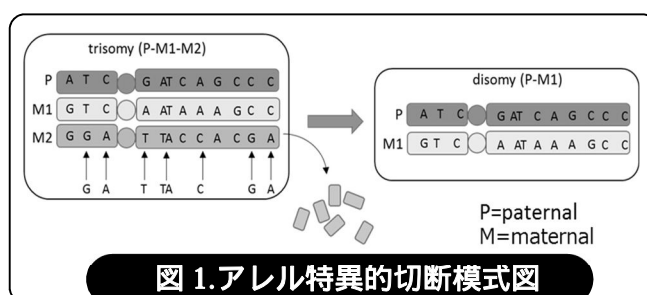 trisomy (P-M1-M2)
P A T C G AT C A G C C C
M1 G T C A AT A A A G C C
M2 G G A T TA C C A C G A
G A T TA C G A
disomy (P-M1)
P A T C G AT C A G C C C
M1 G T C A AT A A A G C C
P=paternal
M=maternal
図 1.アレル特異的切断模式図